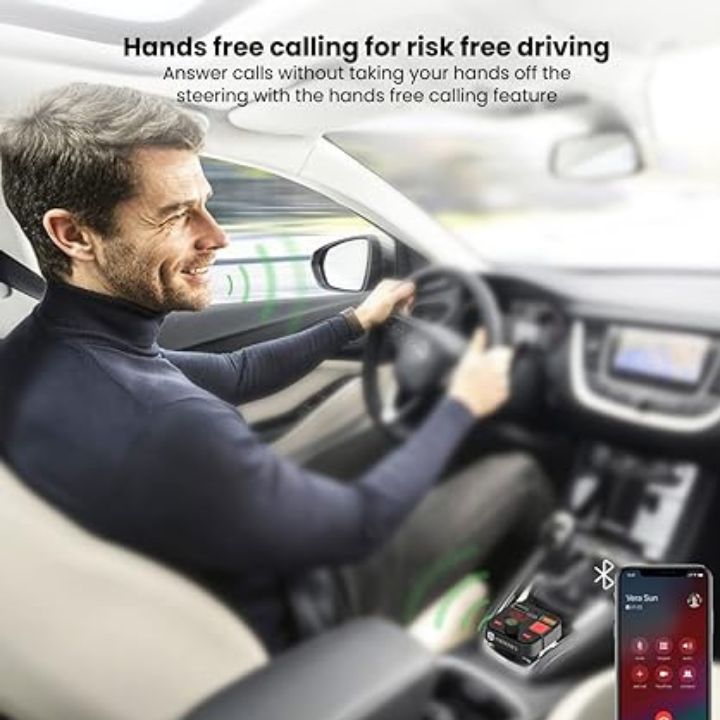 Hands free calling for risk free driving
Answer calls without taking your hands off the
steering with the hands free calling feature
Vera Sun